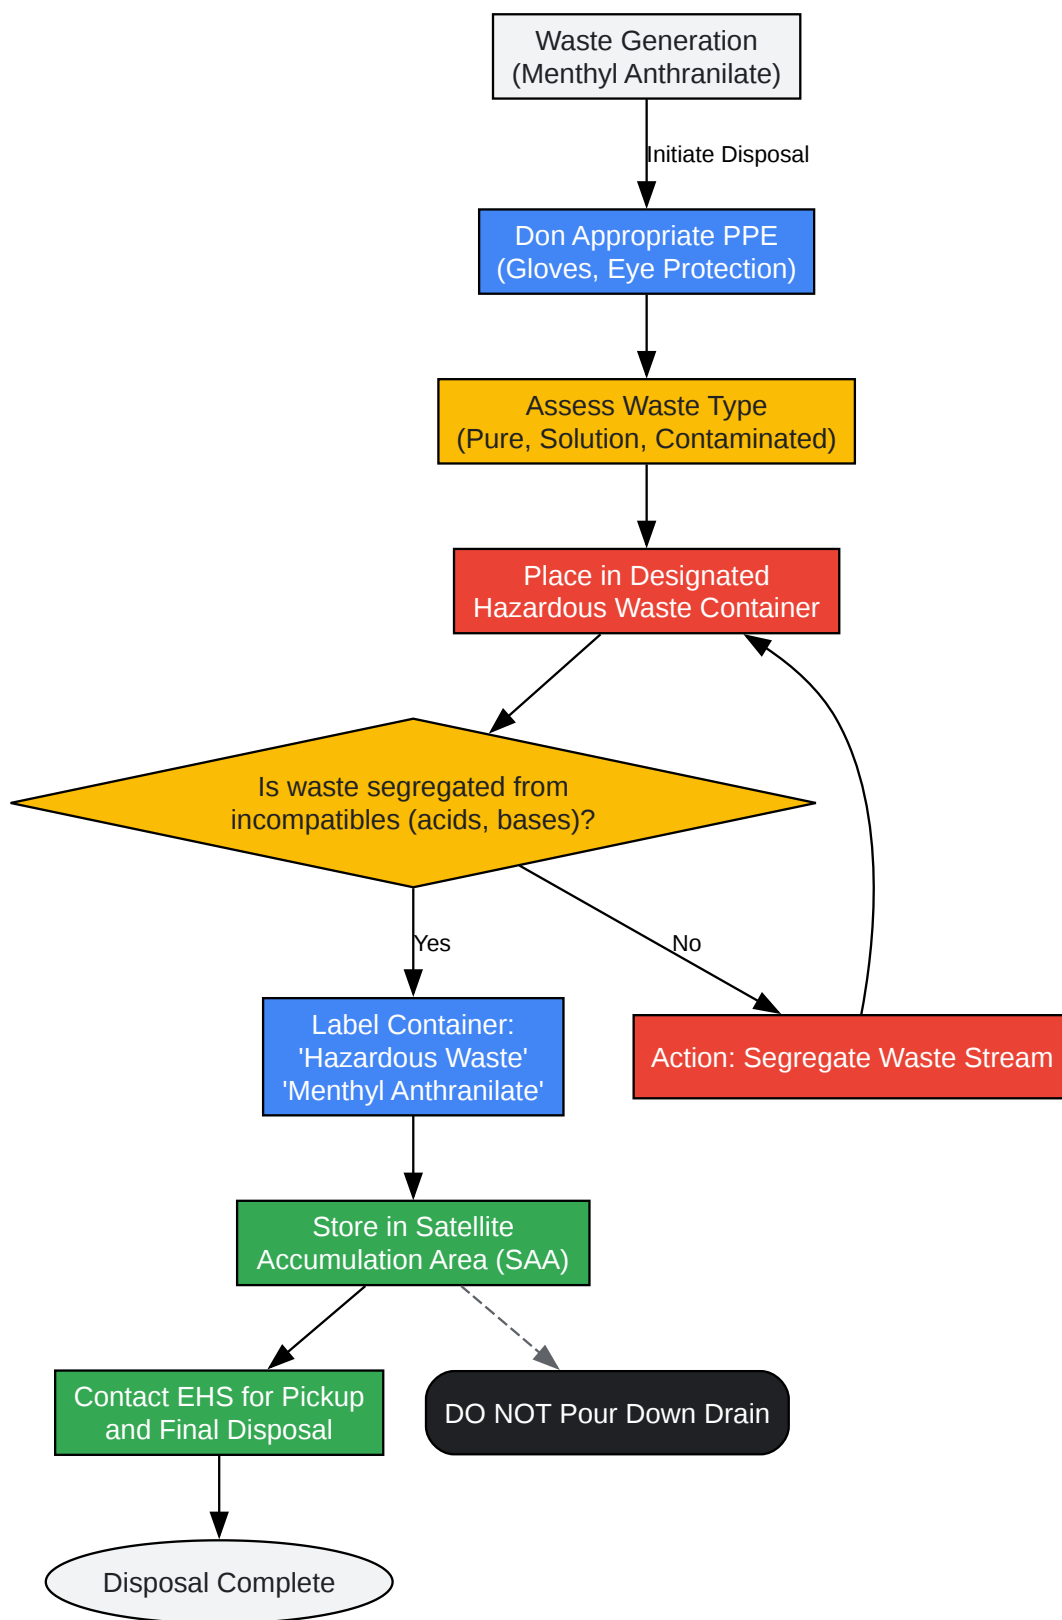 Waste Generation
(Menthyl Anthranilate)
Initiate Disposal
Don Appropriate PPE
(Gloves, Eye Protection)
Assess Waste Type
(Pure, Solution, Contaminated)
Place in Designated
Hazardous Waste Container
Is waste segregated from
incompatibles (acids, bases)?
Yes
No
Label Container:
'Hazardous Waste'
'Menthyl Anthranilate'
Action: Segregate Waste Stream
Store in Satellite
Accumulation Area (SAA)
Contact EHS for Pickup
and Final Disposal
DO NOT Pour Down Drain
Disposal Complete